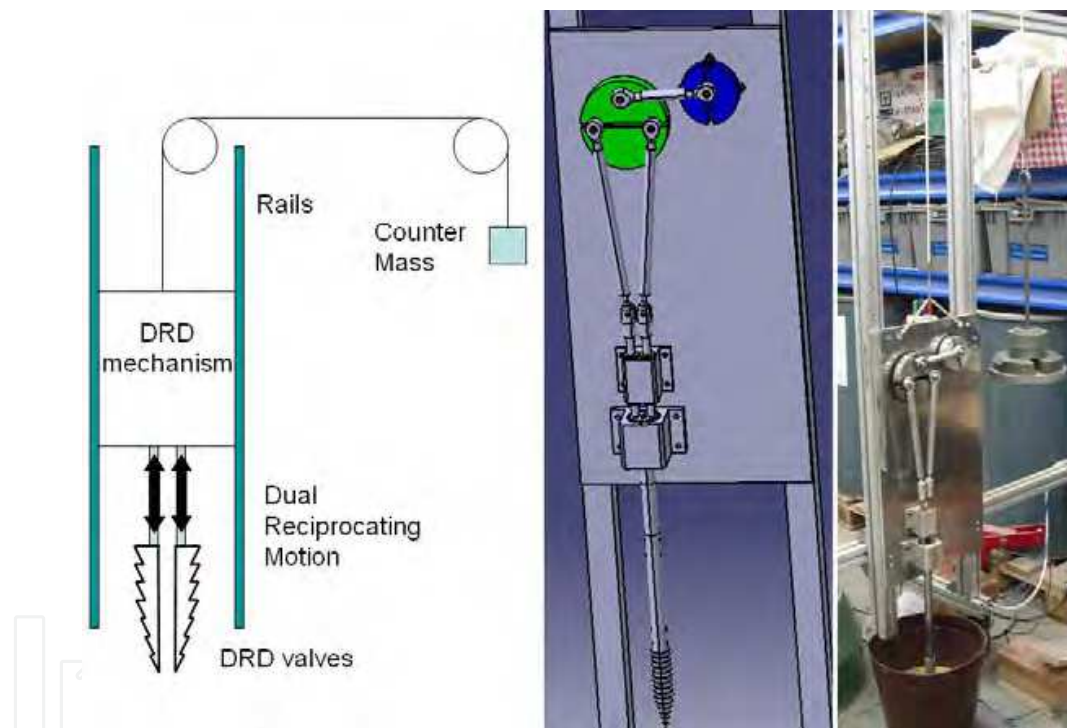 Rails
Counter
Mass
DRD
mechanism
Dual
Reciprocating
Motion
DRD valves